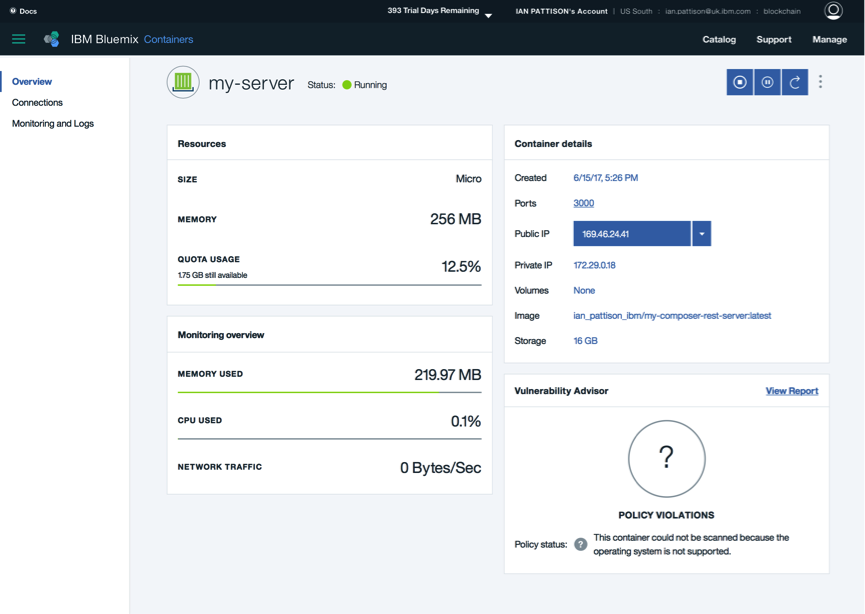 Docs
393 Trial Days Remaining
IAN PATTISON's Account | US South : ian.pattison@uk.ibm.com : blockchain
IBM Bluemix Containers
Catalog Support Manage
Overview
Connections
Monitoring and Logs
my-server Status: Running
Resources
SIZE Micro
MEMORY 256 MB
QUOTA USAGE 12.5%
1.75 GB still available
Monitoring overview
MEMORY USED 219.97 MB
CPU USED 0.1%
NETWORK TRAFFIC 0 Bytes/Sec
Container details
Created 6/15/17, 5:26 PM
Ports 3000
Public IP 169.46.24.41
Private IP 172.29.0.18
Volumes None
Image ian_pattison_ibm/my-composer-rest-server:latest
Storage 16 GB
Vulnerability Advisor View Report
?
POLICY VIOLATIONS
Policy status: ? This container could not be scanned because the
operating system is not supported.